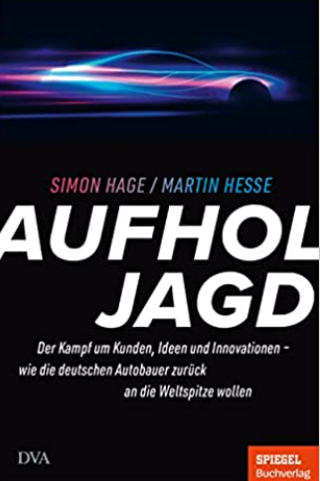 SIMON HAGE / MARTIN HESSE
AUFHOL
JAGD
Der Kampf um Kunden, Ideen und Innovationen –
wie die deutschen Autobauer zurück
an die Weltspitze wollen
DVA
SPIEGEL
Buchverlag